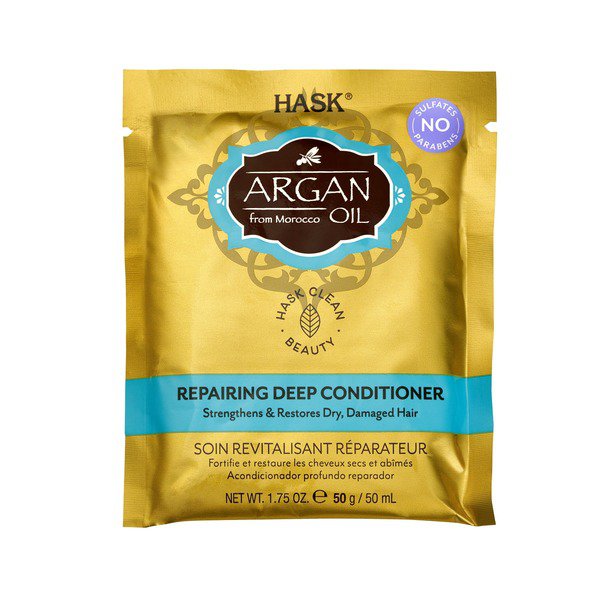 HASK®
SULFATES
NO
PARABENS
ARGAN
from Morocco OIL
HASK CLEAN
BEAUTY
REPAIRING DEEP CONDITIONER
Strengthens & Restores Dry, Damaged Hair
SOIN REVITALISANT RÉPARATEUR
Fortifie et restaure les cheveux secs et abîmés
Acondicionador profundo reparador
NET WT. 1.75 OZ. ℮ 50 g / 50 mL